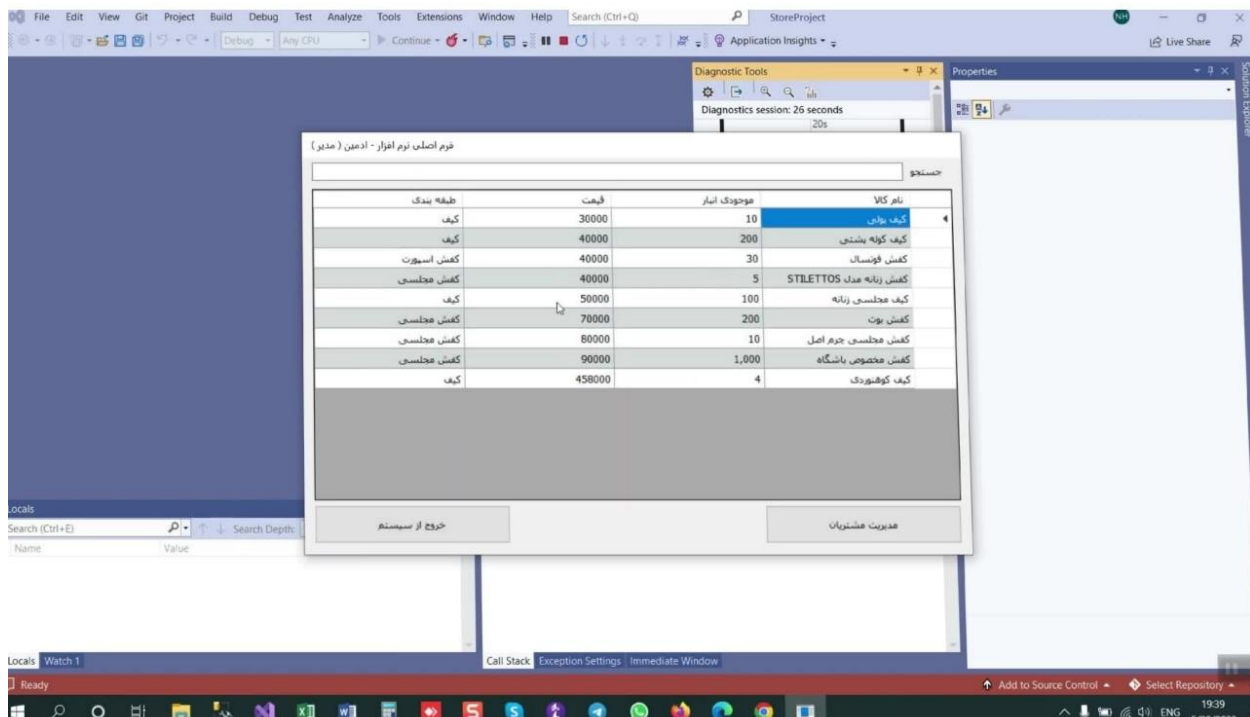 File Edit View Git Project Build Debug Test Analyze Tools Extensions Window Help Search (Ctrl+Q) StoreProject NH
Debug Any CPU Continue Application Insights Live Share
Diagnostic Tools
Properties
Solution Explorer
Diagnostics session: 26 seconds
20s
فرم اصلی نرم افزار - ادمین ( مدیر )
جستجو
نام کالا موجودی انبار قیمت طبقه بندی
کیف پولی 10 30000 کیف
کیف کوله پشتی 200 40000 کیف
کفش فوتسال 30 40000 کفش اسپورت
کفش زنانه مدل STILETTOS 5 40000 کفش مجلسی
کیف مجلسی زنانه 100 50000 کیف
کفش بوت 200 70000 کفش مجلسی
کفش مجلسی چرم اصل 10 80000 کفش مجلسی
کفش مخصوص باشگاه 1,000 90000 کفش مجلسی
کیف کوهنوردی 4 458000 کیف
مدیریت مشتریان خروج از سیستم
Locals
Search (Ctrl+E) Search Depth:
Name Value
Locals Watch 1 Call Stack Exception Settings Immediate Window
Ready Add to Source Control Select Repository
ENG 19:39